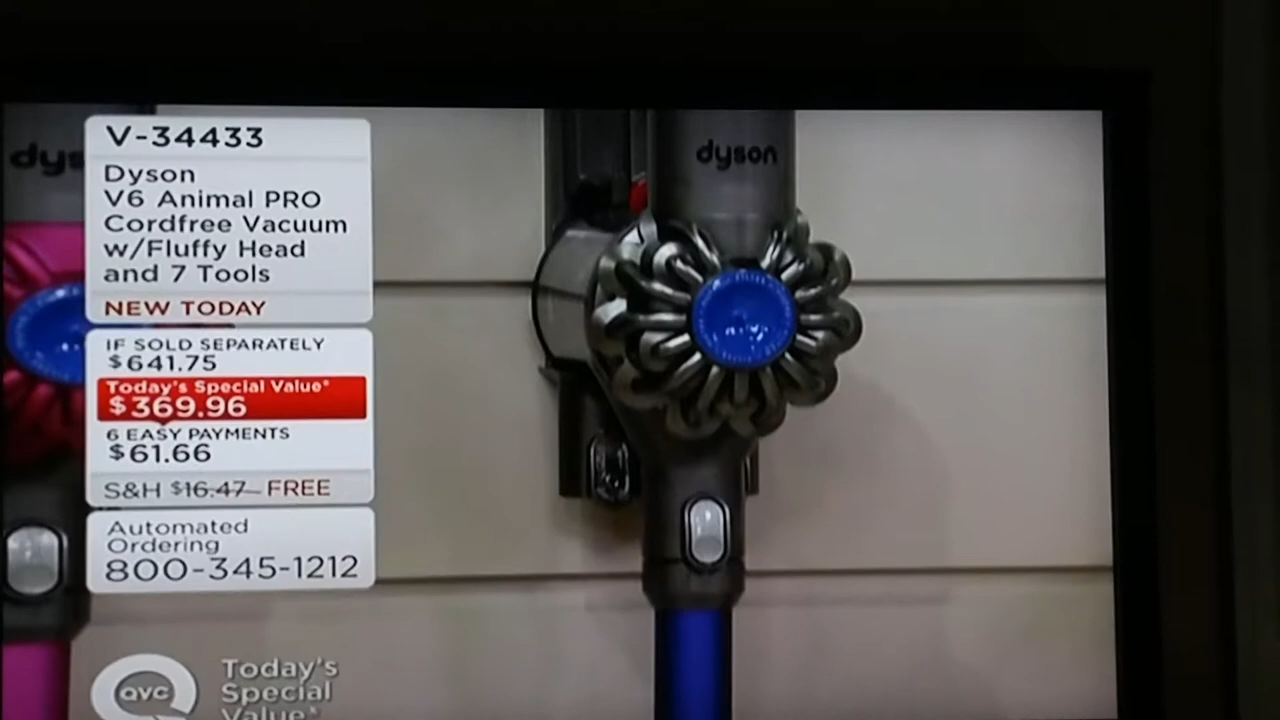 V-34433
Dyson
V6 Animal PRO
Cordfree Vacuum
w/Fluffy Head
and 7 Tools
NEW TODAY
IF SOLD SEPARATELY
$641.75
Today's Special Value*
$369.96
6 EASY PAYMENTS
$61.66
S&H $16.47 FREE
Automated
Ordering
800-345-1212
QVC
Today's
Special
Value*
dys
dyson